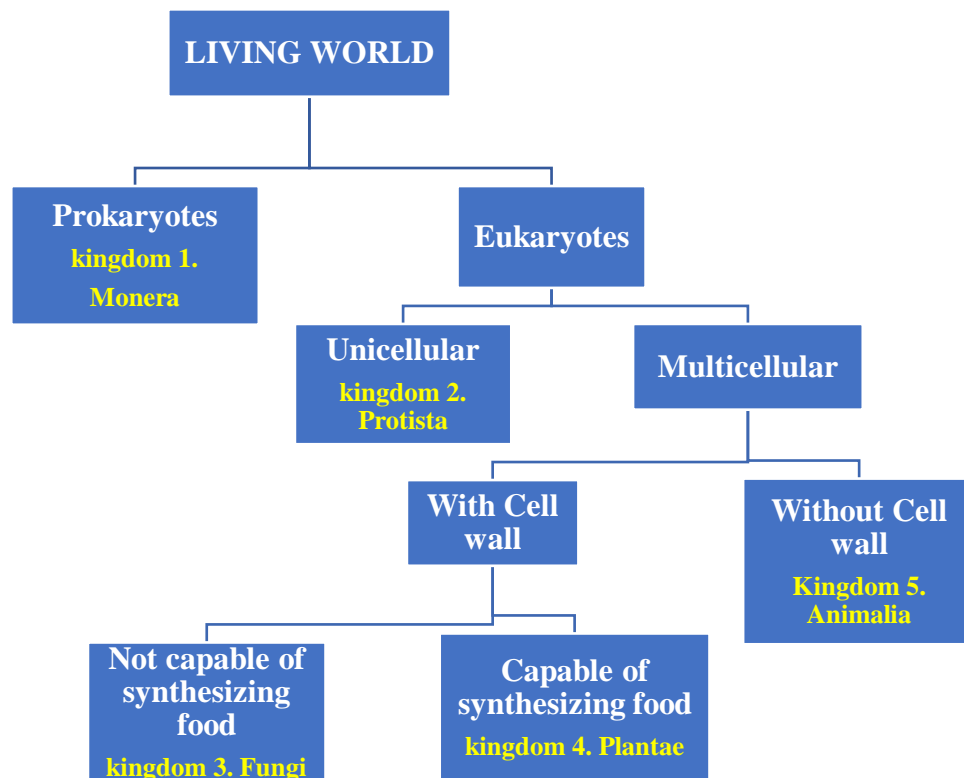 LIVING WORLD
Prokaryotes
kingdom 1.
Monera
Eukaryotes
Unicellular
kingdom 2.
Protista
Multicellular
With Cell
wall
Without Cell
wall
Kingdom 5.
Animalia
Not capable of
synthesizing
food
kingdom 3. Fungi
Capable of
synthesizing food
kingdom 4. Plantae